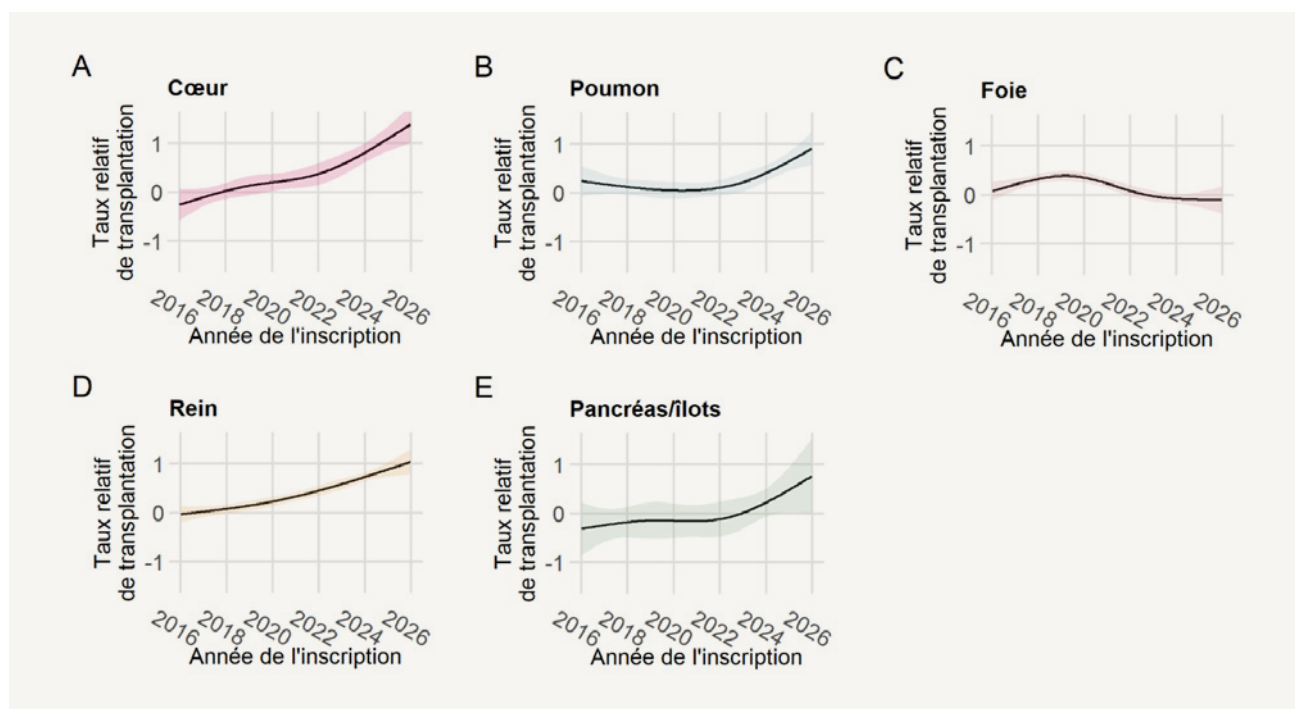 A
Cœur
Taux relatif
de transplantation
1
0
-1
2016 2018 2020 2022 2024 2026
Année de l'inscription
B
Poumon
Taux relatif
de transplantation
1
0
-1
2016 2018 2020 2022 2024 2026
Année de l'inscription
C
Foie
Taux relatif
de transplantation
1
0
-1
2016 2018 2020 2022 2024 2026
Année de l'inscription
D
Rein
Taux relatif
de transplantation
1
0
-1
2016 2018 2020 2022 2024 2026
Année de l'inscription
E
Pancréas/îlots
Taux relatif
de transplantation
1
0
-1
2016 2018 2020 2022 2024 2026
Année de l'inscription